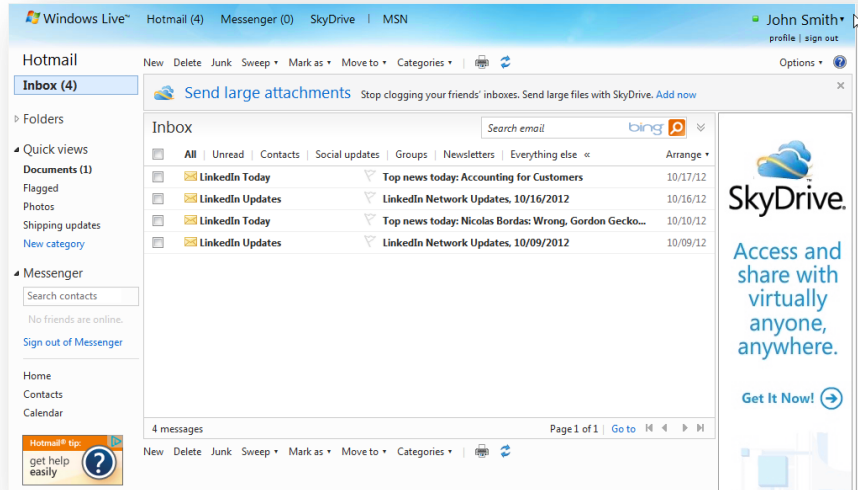 Windows Live™ Hotmail (4) Messenger (0) SkyDrive | MSN
John Smith
profile | sign out
Hotmail
New Delete Junk Sweep Mark as Move to Categories
Options
Inbox (4)
Send large attachments Stop clogging your friends' inboxes. Send large files with SkyDrive. Add now
Folders
Quick views
Documents (1)
Flagged
Photos
Shipping updates
New category
Messenger
Search contacts
No friends are online.
Sign out of Messenger
Home
Contacts
Calendar
Hotmail® tip:
get help
easily
?
Inbox
Search email bing
All | Unread | Contacts | Social updates | Groups | Newsletters | Everything else «
Arrange
LinkedIn Today Top news today: Accounting for Customers 10/17/12
LinkedIn Updates LinkedIn Network Updates, 10/16/2012 10/16/12
LinkedIn Today Top news today: Nicolas Bordas: Wrong, Gordon Gecko... 10/10/12
LinkedIn Updates LinkedIn Network Updates, 10/09/2012 10/09/12
4 messages
Page 1 of 1 | Go to
New Delete Junk Sweep Mark as Move to Categories
SkyDrive.
Access and
share with
virtually
anyone,
anywhere.
Get It Now!